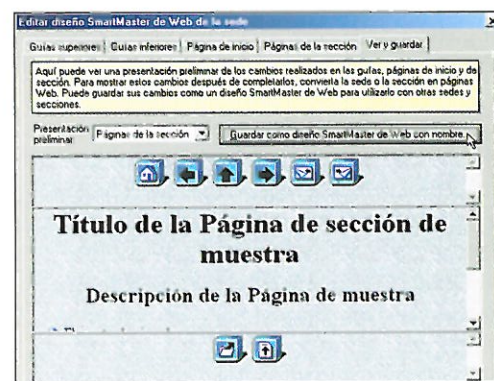 Editar diseño SmartMaster de Web de la sede
Guías superiores Guías inferiores Página de inicio Páginas de la sección Ver y guardar
Aquí puede ver una presentación preliminar de los cambios realizados en las guías, páginas de inicio y de
sección. Para mostrar estos cambios después de completarlos, convierta la sede o la sección en páginas
Web. Puede guardar sus cambios como un diseño SmartMaster de Web para utilizarlo con otras sedes y
secciones.
Presentación
preliminar: Páginas de la sección Guardar como diseño SmartMaster de Web con nombre...
Título de la Página de sección de
muestra
Descripción de la Página de muestra